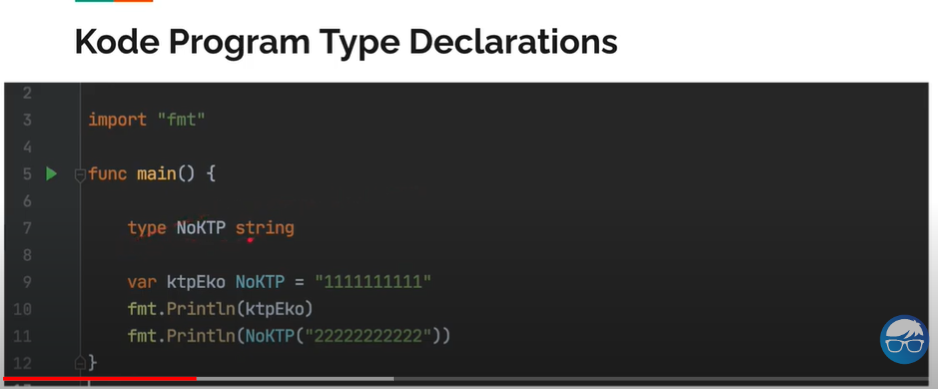 Kode Program Type Declarations
2
3 import "fmt"
4
5 func main() {
6
7 type NoKTP string
8
9 var ktpEko NoKTP = "1111111111"
10 fmt.Println(ktpEko)
11 fmt.Println(NoKTP("22222222222"))
12 }